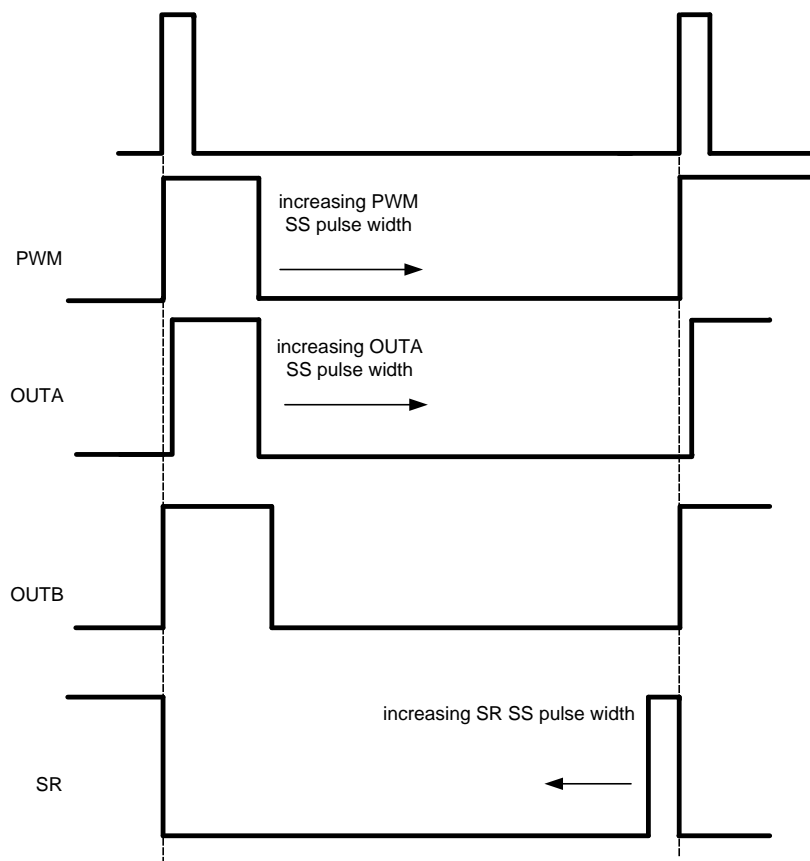 increasing PWM
SS pulse width
PWM
increasing OUTA
SS pulse width
OUTA
OUTB
increasing SR SS pulse width
SR